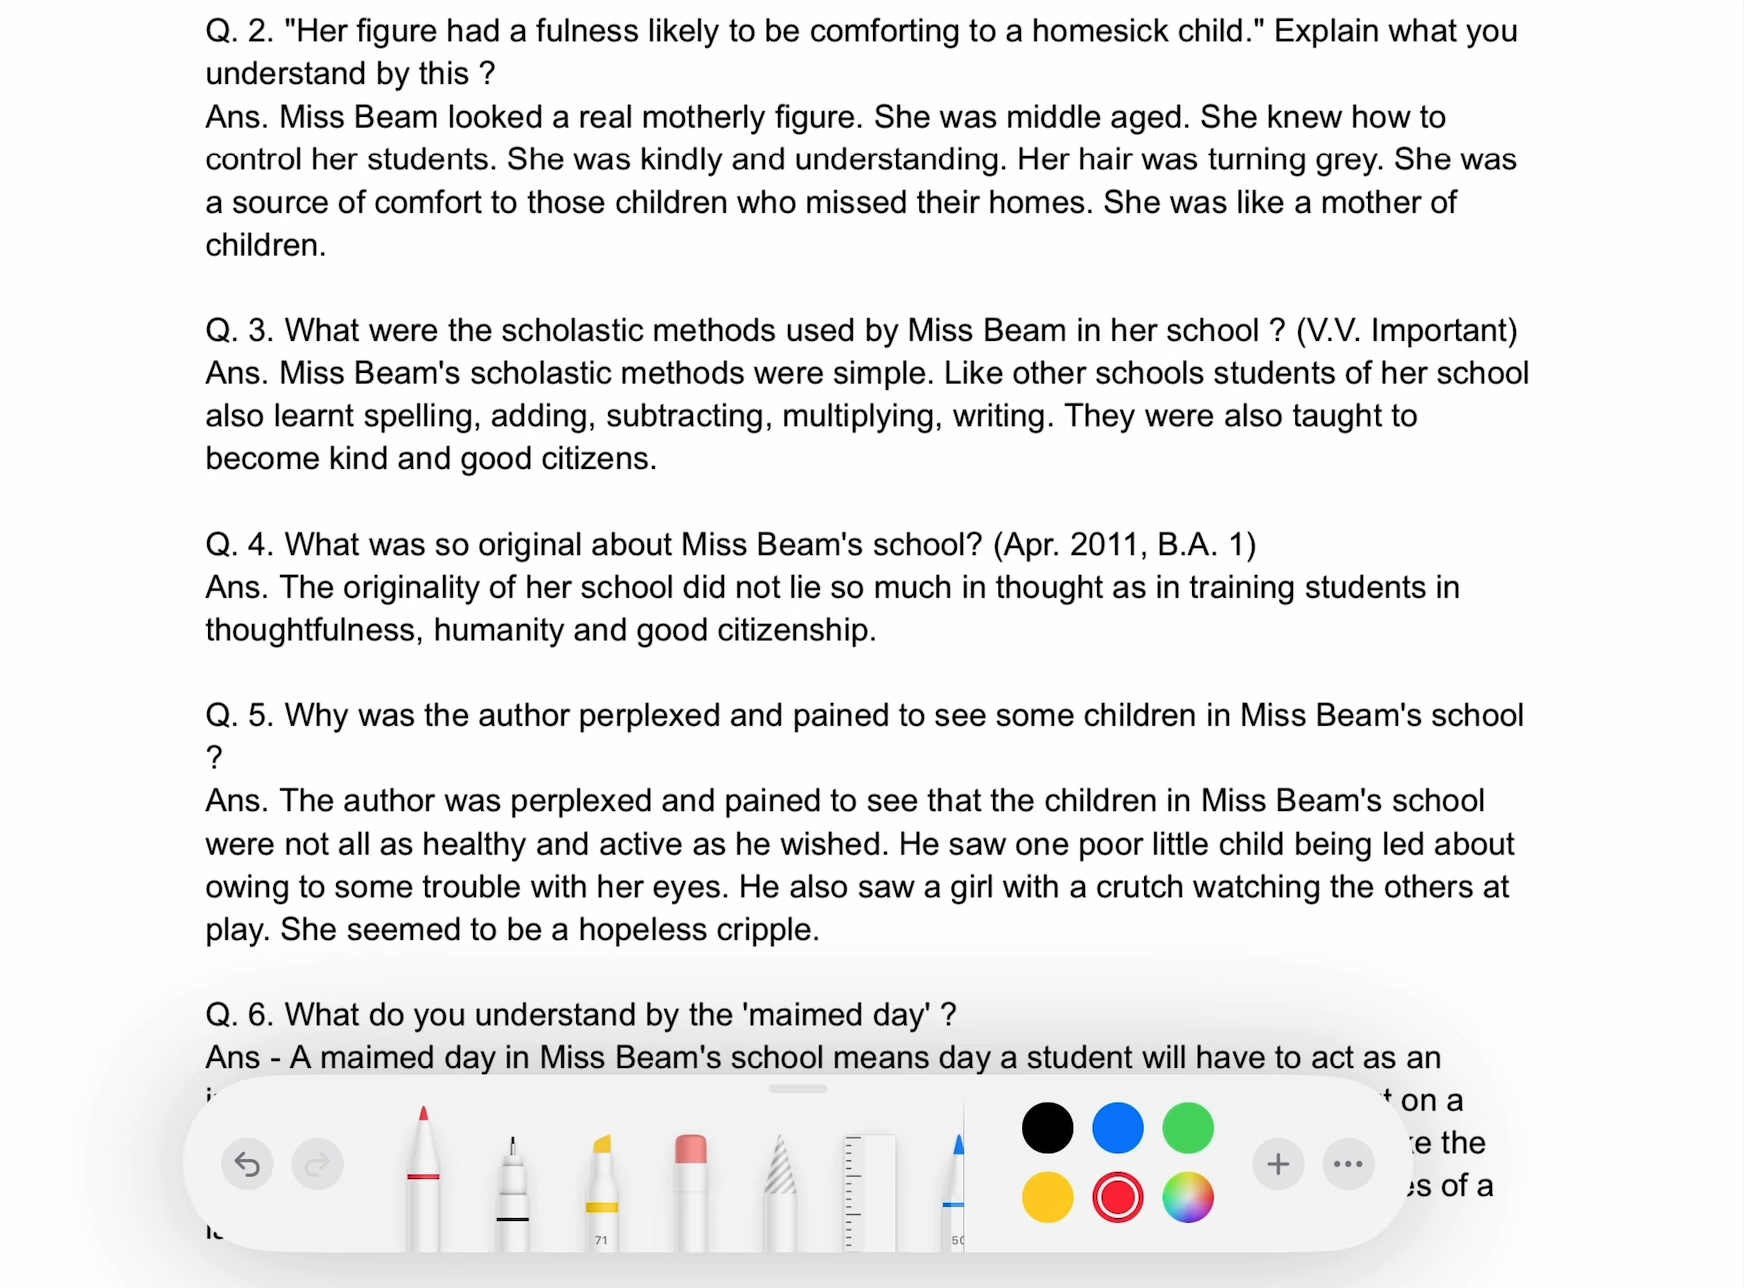 Q. 2. "Her figure had a fulness likely to be comforting to a homesick child." Explain what you
understand by this ?
Ans. Miss Beam looked a real motherly figure. She was middle aged. She knew how to
control her students. She was kindly and understanding. Her hair was turning grey. She was
a source of comfort to those children who missed their homes. She was like a mother of
children.
Q. 3. What were the scholastic methods used by Miss Beam in her school ? (V.V. Important)
Ans. Miss Beam's scholastic methods were simple. Like other schools students of her school
also learnt spelling, adding, subtracting, multiplying, writing. They were also taught to
become kind and good citizens.
Q. 4. What was so original about Miss Beam's school? (Apr. 2011, B.A. 1)
Ans. The originality of her school did not lie so much in thought as in training students in
thoughtfulness, humanity and good citizenship.
Q. 5. Why was the author perplexed and pained to see some children in Miss Beam's school
?
Ans. The author was perplexed and pained to see that the children in Miss Beam's school
were not all as healthy and active as he wished. He saw one poor little child being led about
owing to some trouble with her eyes. He also saw a girl with a crutch watching the others at
play. She seemed to be a hopeless cripple.
Q. 6. What do you understand by the 'maimed day' ?
Ans - A maimed day in Miss Beam's school means day a student will have to act as an
on a
the
of a
71
50